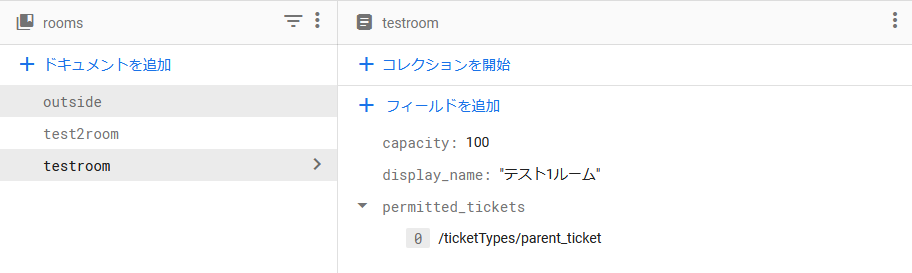 rooms
ドキュメントを追加
outside
test2room
testroom
testroom
コレクションを開始
フィールドを追加
capacity: 100
display_name: "テスト1ルーム"
permitted_tickets
0 /ticketTypes/parent_ticket